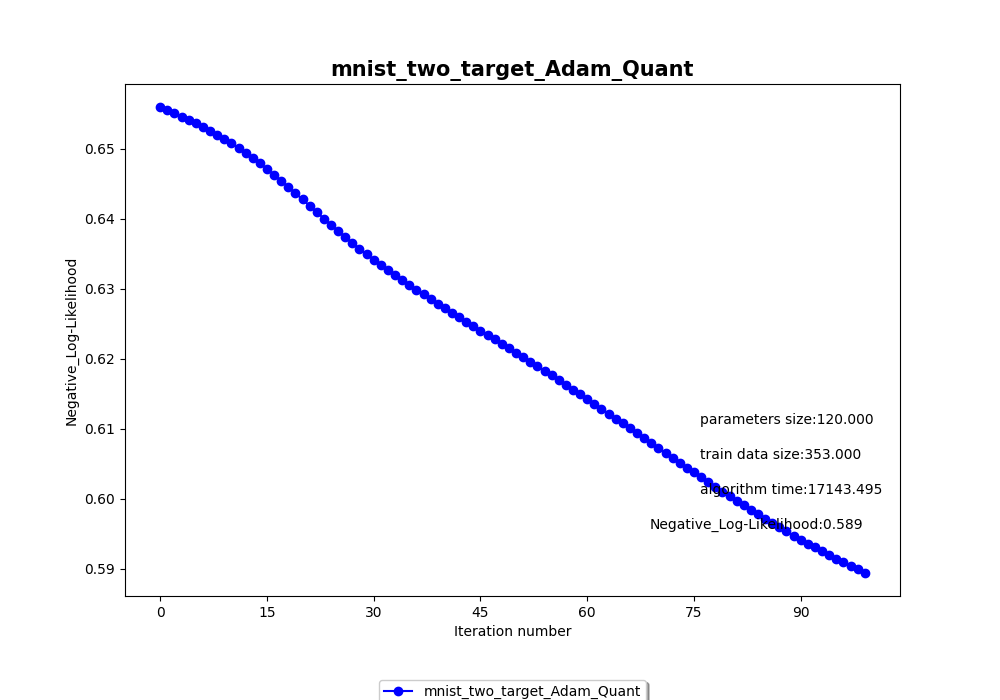 mnist_two_target_Adam_Quant
Negative_Log-Likelihood
0.65
0.64
0.63
0.62
0.61
0.60
0.59
parameters size:120.000
train data size:353.000
algorithm time:17143.495
Negative_Log-Likelihood:0.589
0 15 30 45 60 75 90
Iteration number
mnist_two_target_Adam_Quant